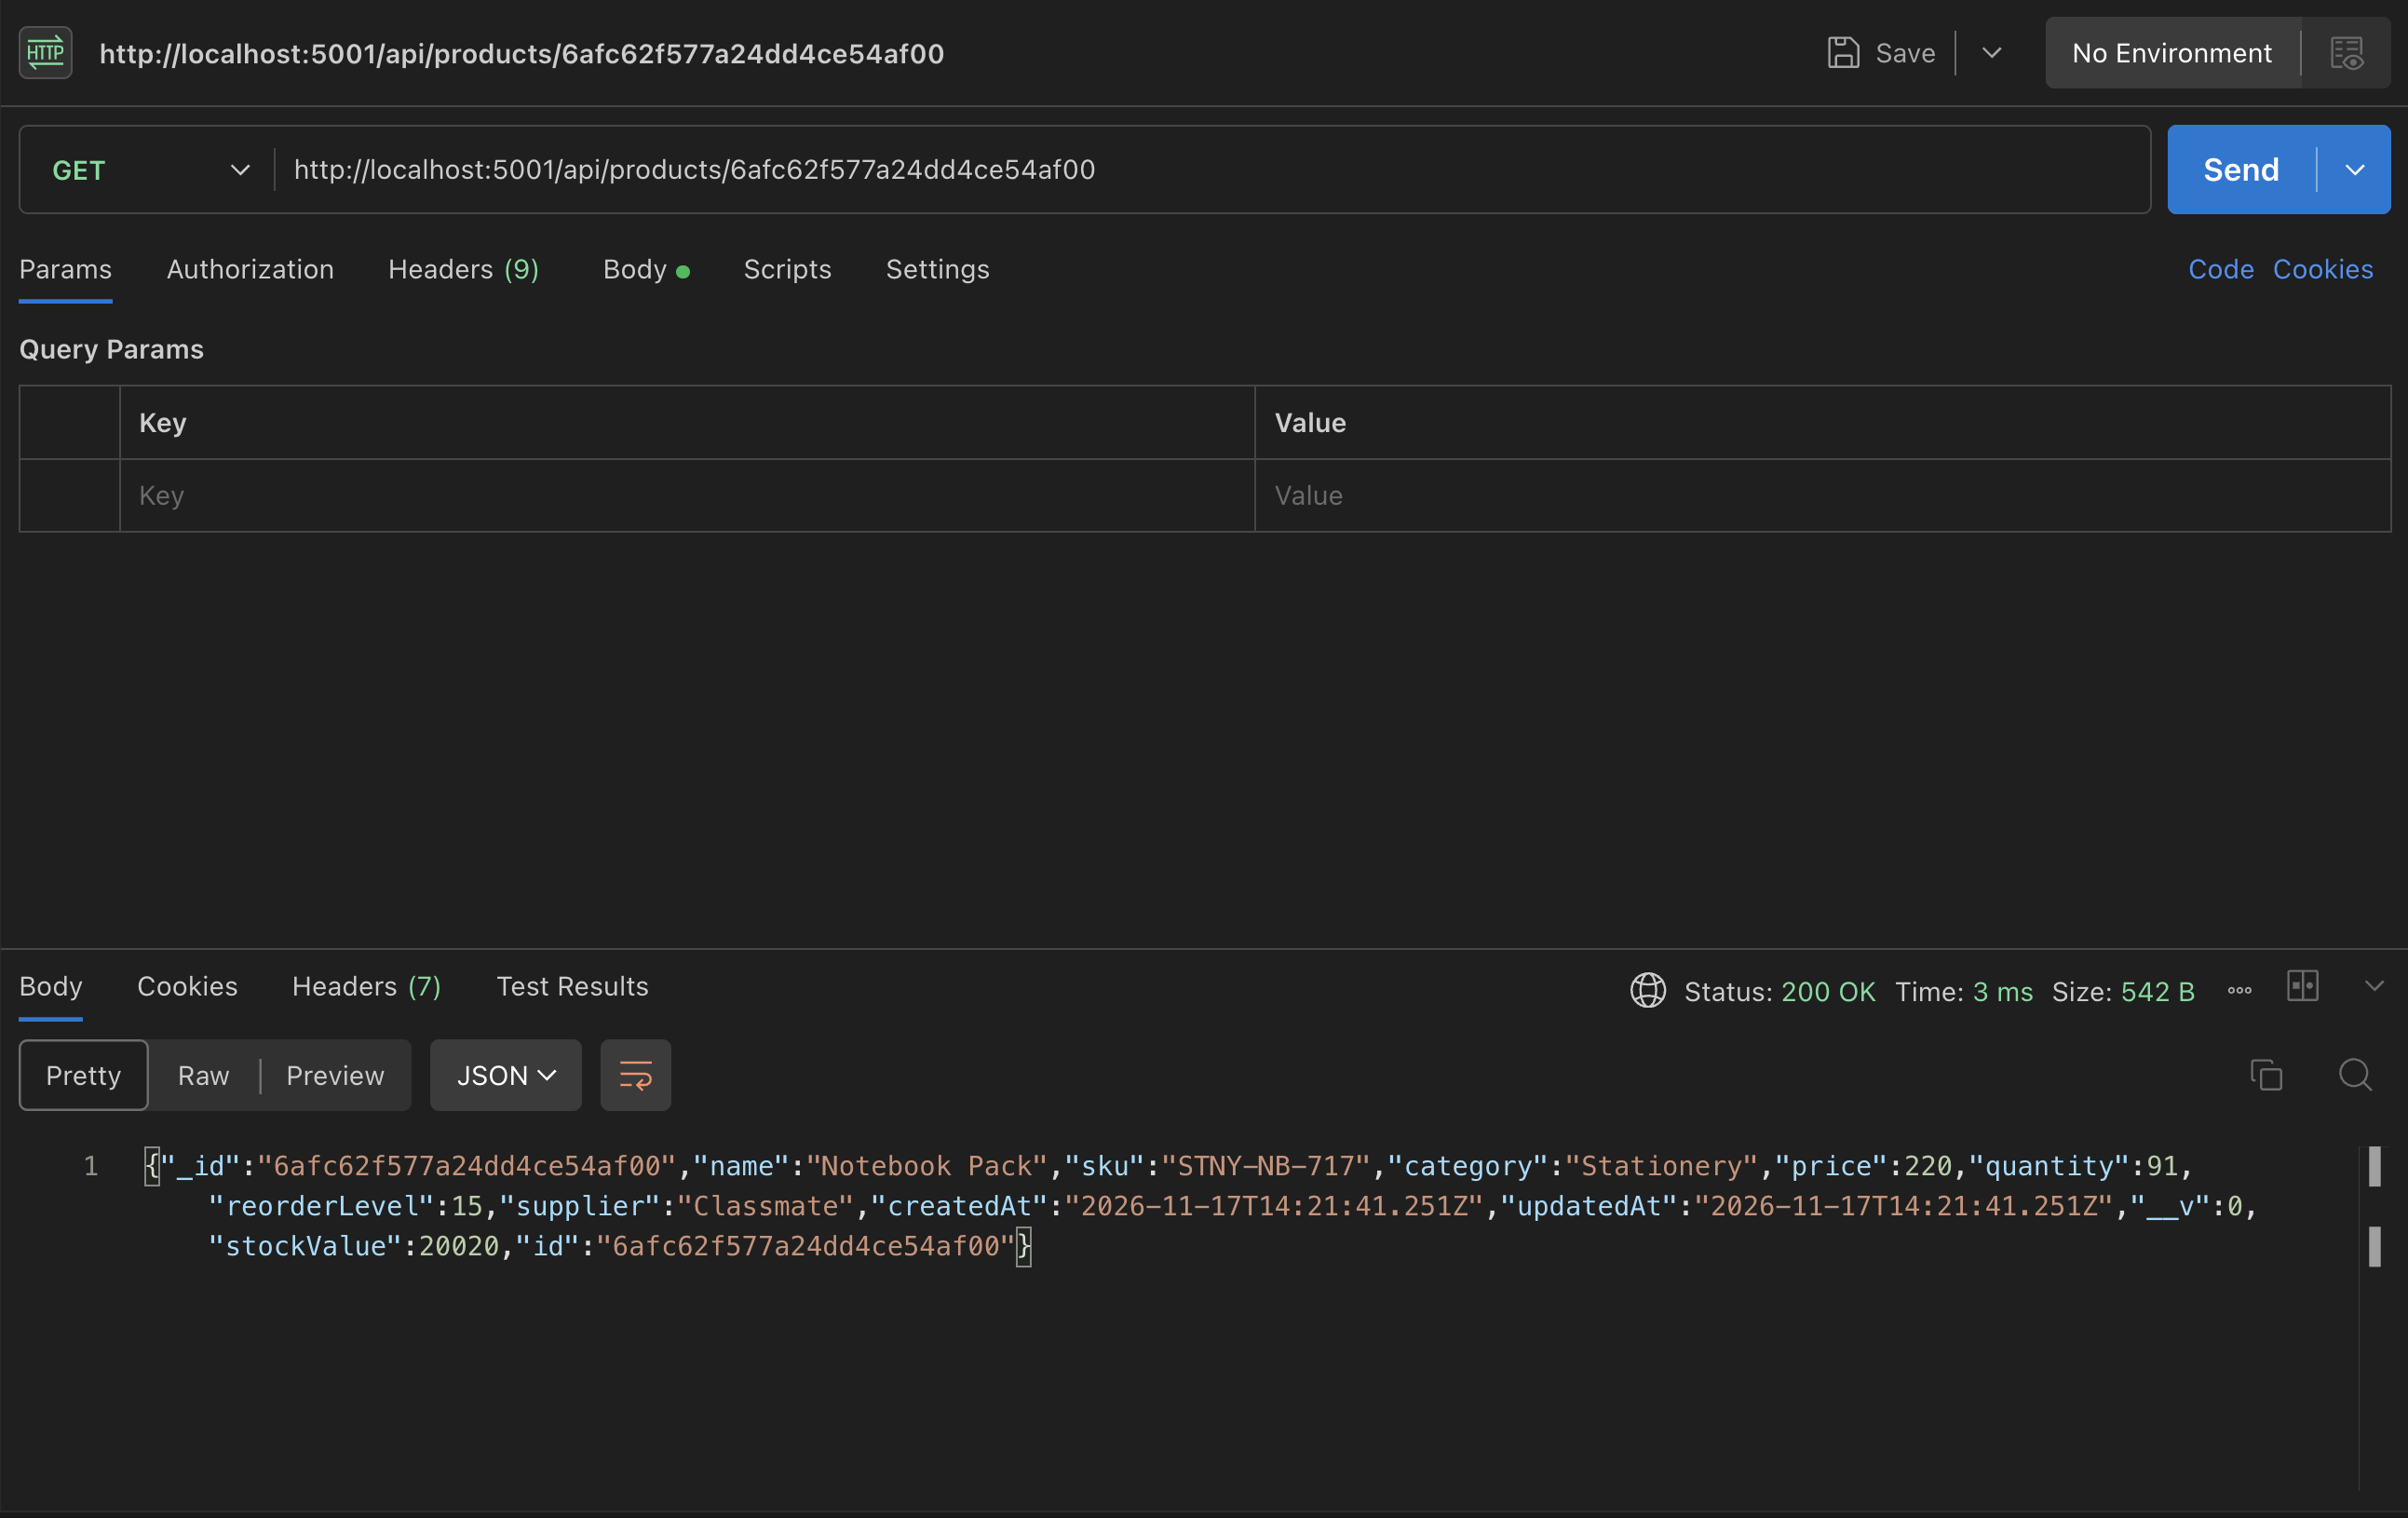 HTTP http://localhost:5001/api/products/6afc62f577a24dd4ce54af00 Save No Environment
GET http://localhost:5001/api/products/6afc62f577a24dd4ce54af00 Send
Params Authorization Headers (9) Body Scripts Settings Code Cookies
Query Params
Key Value
Key Value
Body Cookies Headers (7) Test Results Status: 200 OK Time: 3 ms Size: 542 B
Pretty Raw Preview JSON
1 {"_id":"6afc62f577a24dd4ce54af00","name":"Notebook Pack","sku":"STNY-NB-717","category":"Stationery","price":220,"quantity":91,
"reorderLevel":15,"supplier":"Classmate","createdAt":"2026-11-17T14:21:41.251Z","updatedAt":"2026-11-17T14:21:41.251Z","__v":0,
"stockValue":20020,"id":"6afc62f577a24dd4ce54af00"}